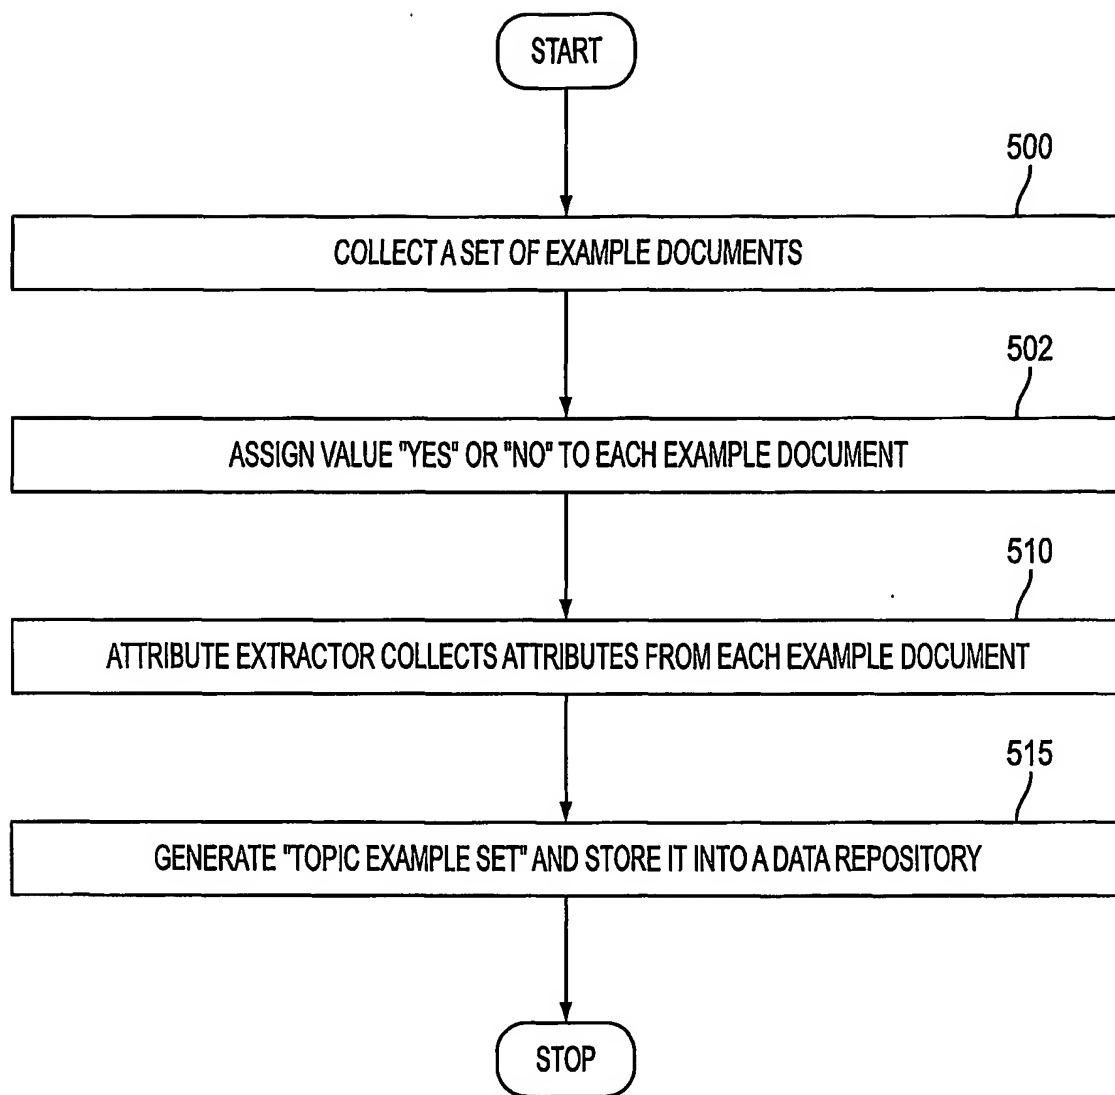 START
500
COLLECT A SET OF EXAMPLE DOCUMENTS
502
ASSIGN VALUE "YES" OR "NO" TO EACH EXAMPLE DOCUMENT
510
ATTRIBUTE EXTRACTOR COLLECTS ATTRIBUTES FROM EACH EXAMPLE DOCUMENT
515
GENERATE "TOPIC EXAMPLE SET" AND STORE IT INTO A DATA REPOSITORY
STOP